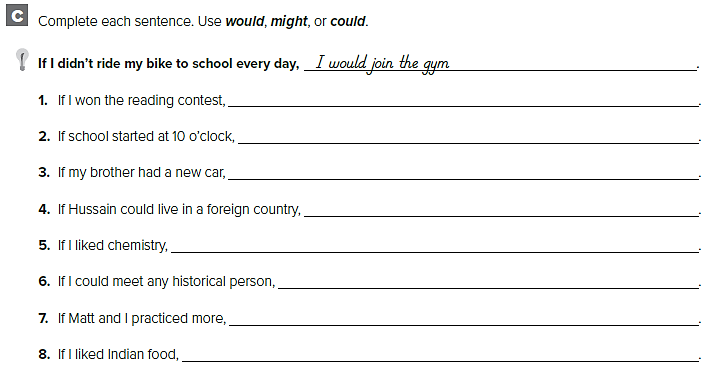 C Complete each sentence. Use would, might, or could.
If I didn't ride my bike to school every day, I would join the gym.
1. If I won the reading contest, .
2. If school started at 10 o'clock, .
3. If my brother had a new car, .
4. If Hussain could live in a foreign country, .
5. If I liked chemistry, .
6. If I could meet any historical person, .
7. If Matt and I practiced more, .
8. If I liked Indian food, .